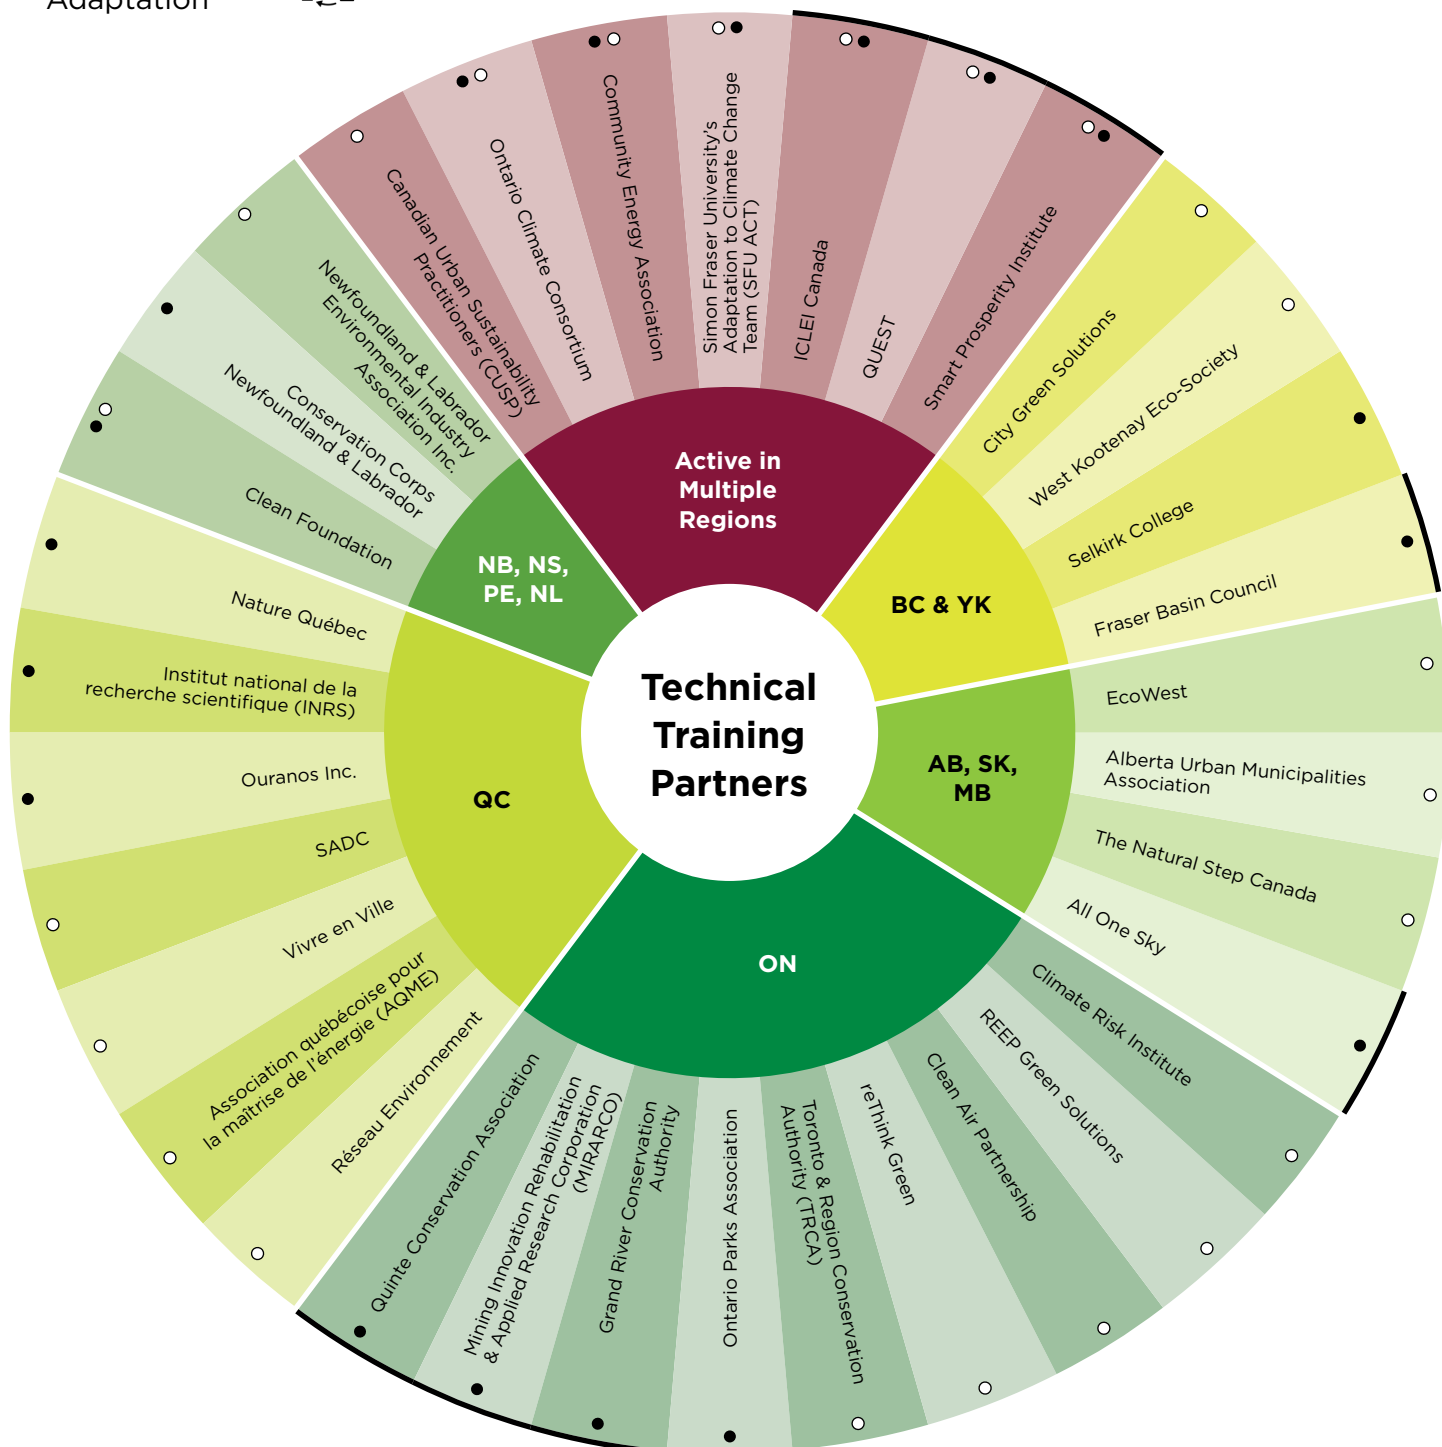 Adaptation
Technical
Training
Partners
Active in
Multiple
Regions
Canadian Urban Sustainability
Practitioners (CUSP)
Ontario Climate Consortium
Community Energy Association
Simon Fraser University's
Adaptation to Climate Change
Team (SFU ACT)
ICLEI Canada
QUEST
Smart Prosperity Institute
BC & YK
City Green Solutions
West Kootenay Eco-Society
Selkirk College
Fraser Basin Council
AB, SK,
MB
EcoWest
Alberta Urban Municipalities
Association
The Natural Step Canada
All One Sky
ON
Climate Risk Institute
REEP Green Solutions
Clean Air Partnership
reThink Green
Toronto & Region Conservation
Authority (TRCA)
Ontario Parks Association
Grand River Conservation
Authority
Mining Innovation Rehabilitation
& Applied Research Corporation
(MIRARCO)
Quinte Conservation Association
QC
Réseau Environnement
Association québécoise pour
la maîtrise de l'énergie (AQME)
Vivre en Ville
SADC
Ouranos Inc.
Institut national de la
recherche scientifique (INRS)
Nature Québec
NB, NS,
PE, NL
Clean Foundation
Conservation Corps
Newfoundland & Labrador
Newfoundland & Labrador
Environmental Industry
Association Inc.